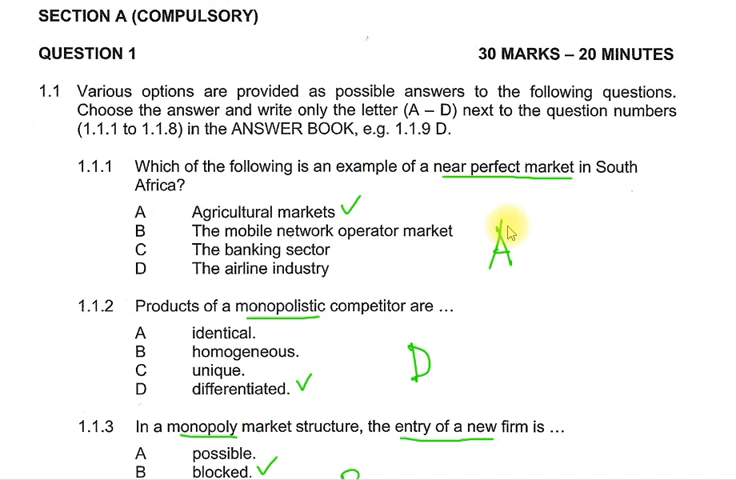 SECTION A (COMPULSORY)
QUESTION 1 30 MARKS – 20 MINUTES
1.1 Various options are provided as possible answers to the following questions.
Choose the answer and write only the letter (A – D) next to the question numbers
(1.1.1 to 1.1.8) in the ANSWER BOOK, e.g. 1.1.9 D.
1.1.1 Which of the following is an example of a near perfect market in South
Africa?
A Agricultural markets ✓
B The mobile network operator market
C The banking sector
A
D The airline industry
1.1.2 Products of a monopolistic competitor are …
A identical.
B homogeneous.
C unique.
D
D differentiated. ✓
1.1.3 In a monopoly market structure, the entry of a new firm is …
A possible.
B blocked. ✓